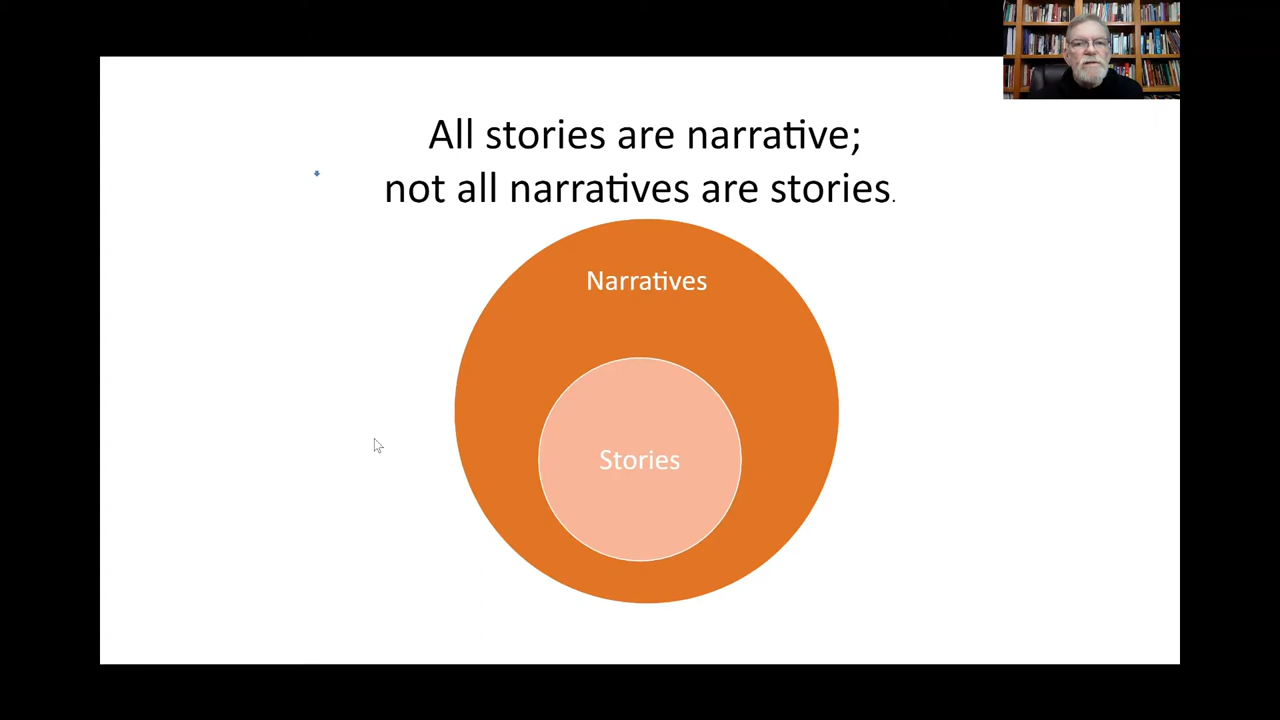 All stories are narrative;
not all narratives are stories.
Narratives
Stories